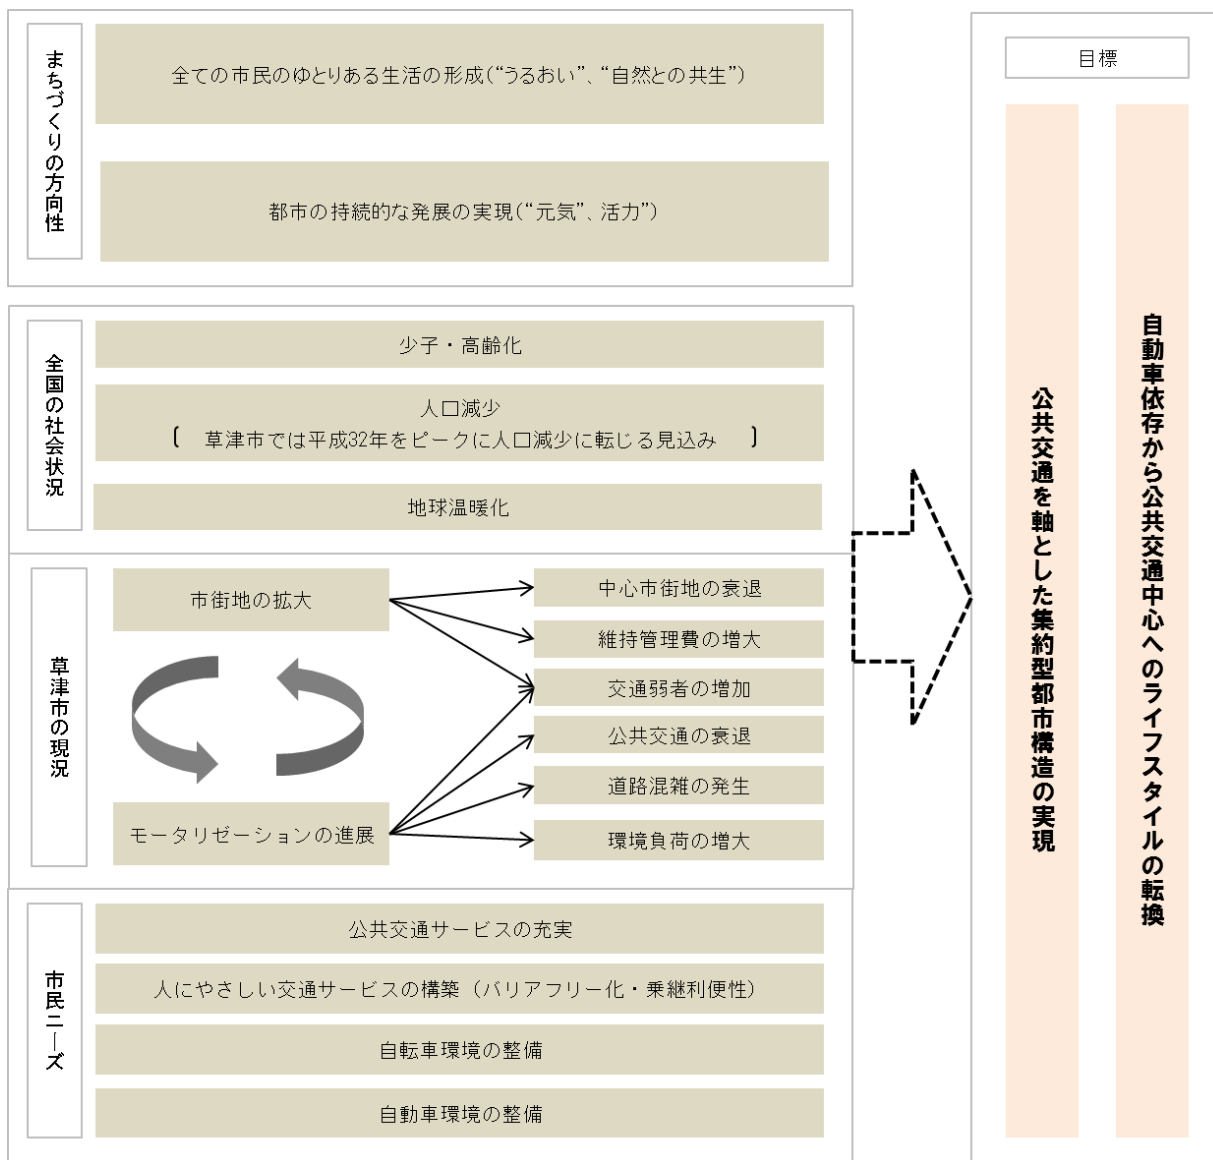 まちづくりの方向性
全ての市民のゆとりある生活の形成(“うるおい”、“自然との共生”)
都市の持続的な発展の実現(“元気”、活力”)
全国の社会状況
少子・高齢化
人口減少
〔 草津市では平成32年をピークに人口減少に転じる見込み 〕
地球温暖化
草津市の現況
市街地の拡大
モータリゼーションの進展
中心市街地の衰退
維持管理費の増大
交通弱者の増加
公共交通の衰退
道路混雑の発生
環境負荷の増大
市民ニーズ
公共交通サービスの充実
人にやさしい交通サービスの構築（バリアフリー化・乗継利便性）
自転車環境の整備
自動車環境の整備
目標
自動車依存から公共交通中心へのライフスタイルの転換
公共交通を軸とした集約型都市構造の実現